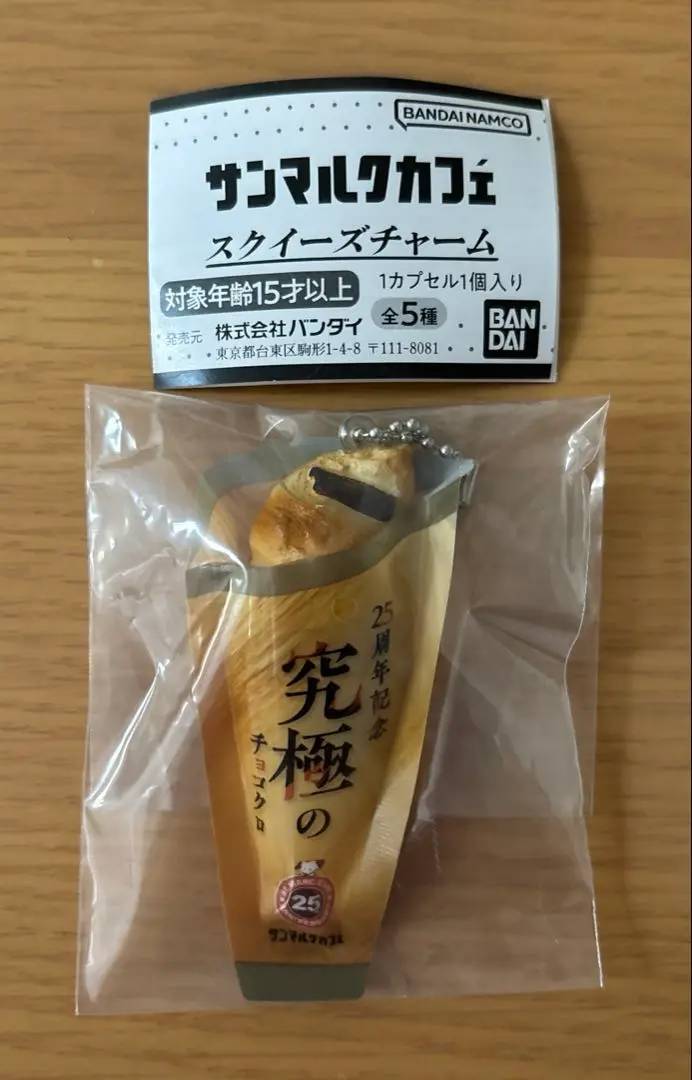 BANDAI NAMCO
サンマルクカフェ
スクイーズチャーム
対象年齢15才以上
1カプセル1個入り
発売元 株式会社バンダイ
全5種
東京都台東区駒形1-4-8 〒111-8081
BAN
DAI
25周年記念
究極の
チョコクロ
25
サンマルクカフェ